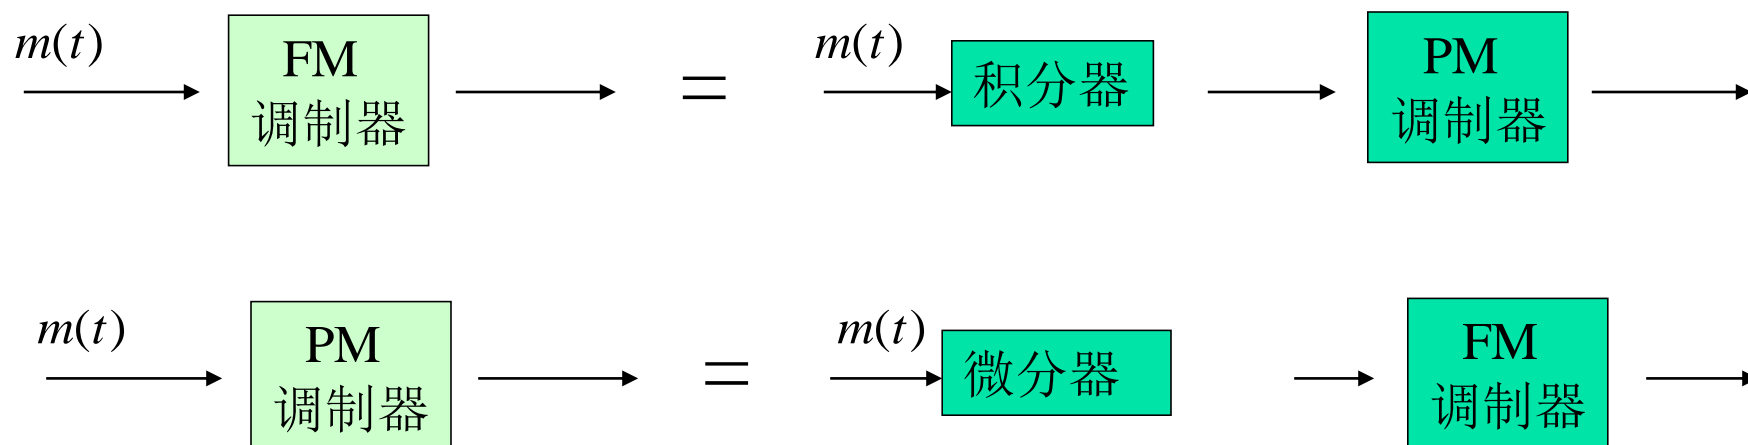 m(t)
FM
调制器
=
m(t)
积分器
PM
调制器
m(t)
PM
调制器
=
m(t)
微分器
FM
调制器